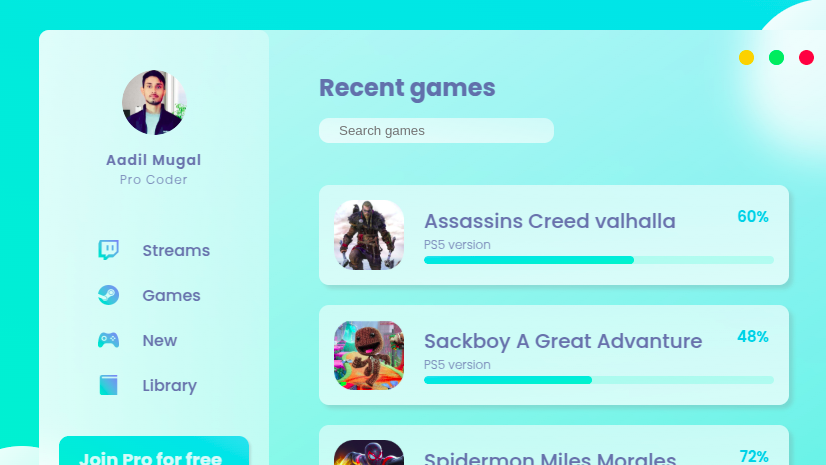 Aadil Mugal
Pro Coder
Streams
Games
New
Library
Join Pro for free
Recent games
Search games
Assassins Creed valhalla
60%
PS5 version
Sackboy A Great Advanture
48%
PS5 version
Spidermon Miles Morales
72%